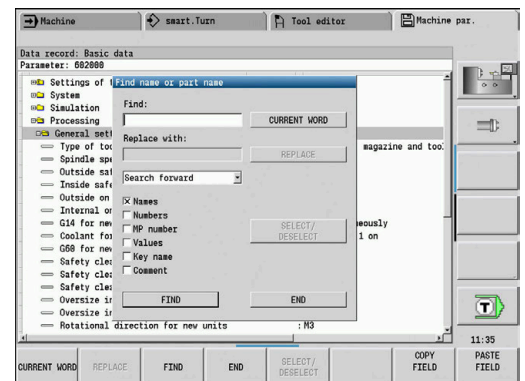 Machine
smart.Turn
Tool editor
Machine par.
Data record: Basic data
Parameter: 602000
Settings of
System
Simulation
Processing
General sett
Type of too
magazine and tool
Spindle spe
Outside saf
Inside safe
Outside on
Internal on
G14 for new
eously
Coolant for
1 on
G60 for new
Safety clea
Safety clea
Safety clea
Oversize in
Oversize in
Rotational direction for new units : M3
Find name or part name
Find:
CURRENT WORD
Replace with:
REPLACE
Search forward
Names
Numbers
MP number
Values
Key name
Comment
SELECT/
DESELECT
FIND
END
T
11:35
CURRENT WORD
REPLACE
FIND
END
SELECT/
DESELECT
COPY
FIELD
PASTE
FIELD